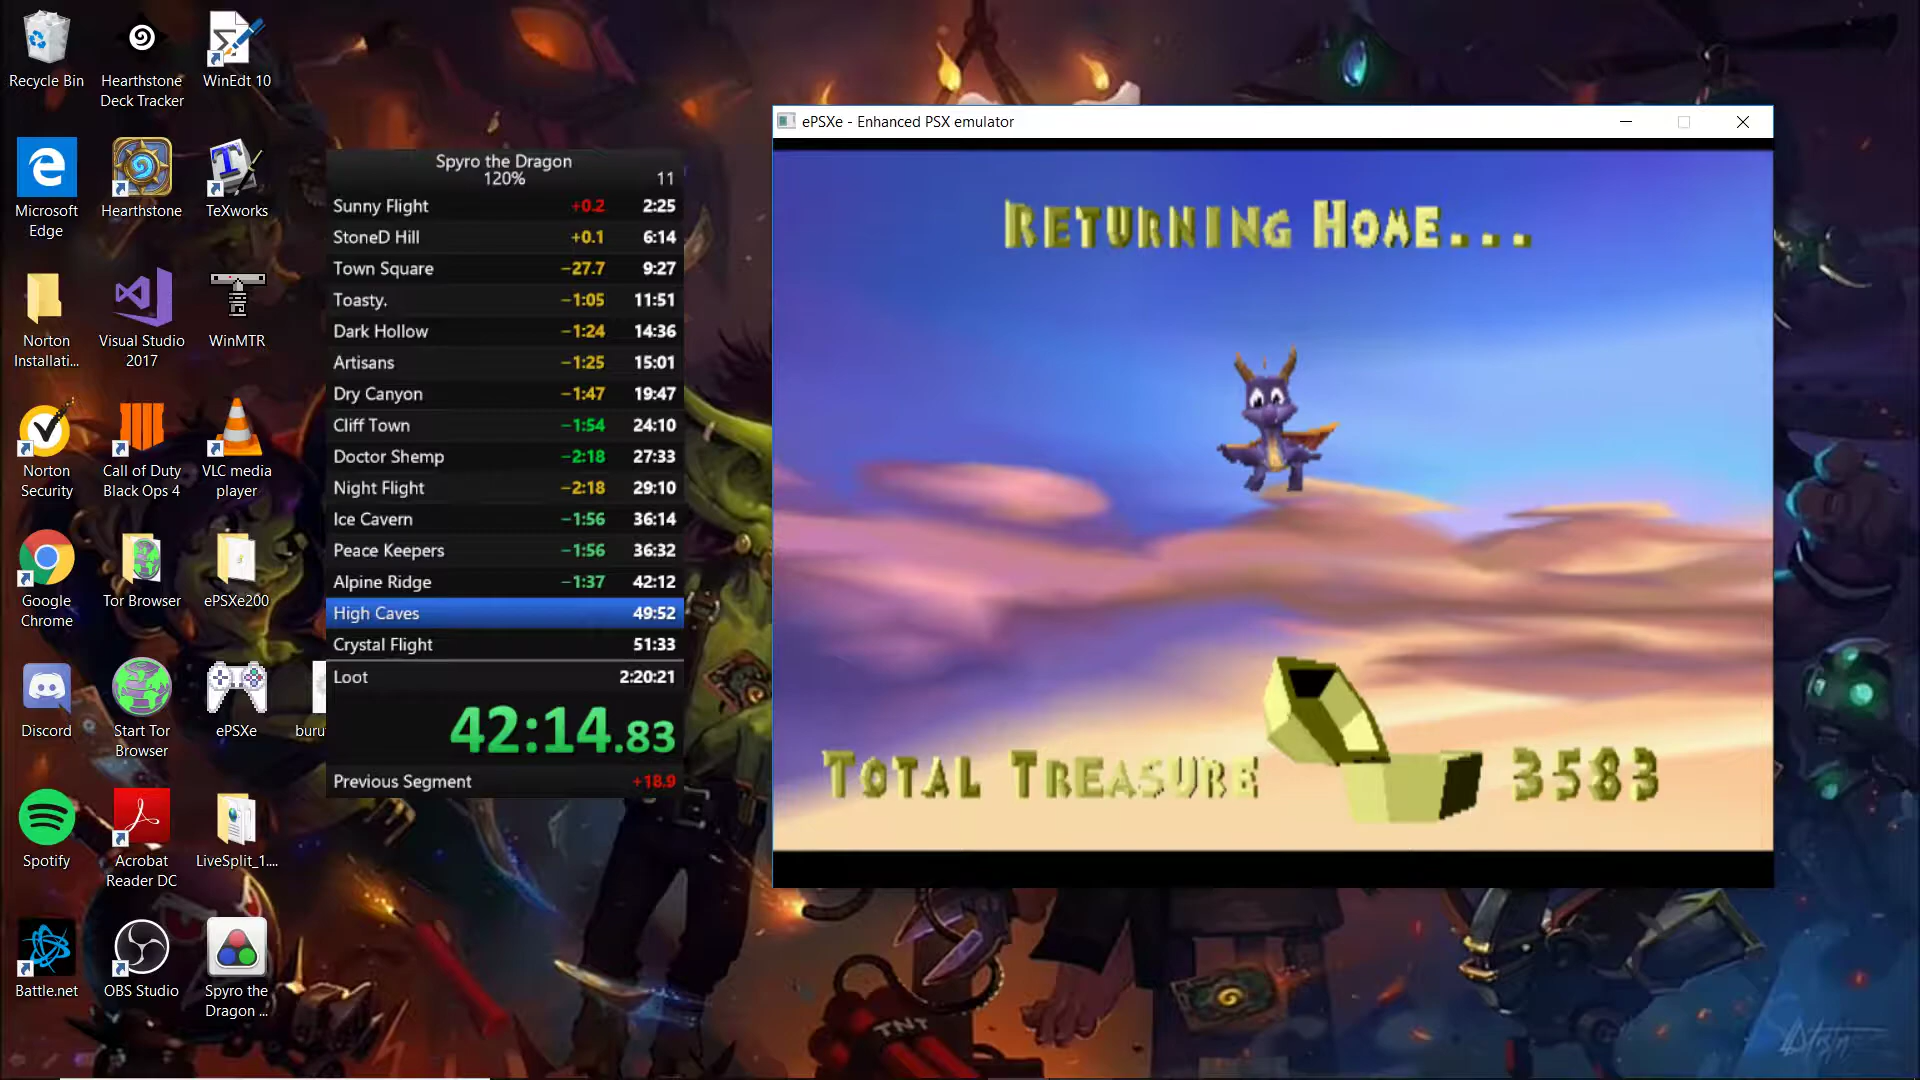 Recycle Bin
Hearthstone
Deck Tracker
WinEdt 10
Microsoft
Edge
Hearthstone
TeXworks
Norton
Installati...
Visual Studio
2017
WinMTR
Norton
Security
Call of Duty
Black Ops 4
VLC media
player
Google
Chrome
Tor Browser
ePSXe200
Discord
Start Tor
Browser
ePSXe
Spotify
Acrobat
Reader DC
LiveSplit_1....
Battle.net
OBS Studio
Spyro the
Dragon ...
Spyro the Dragon
120% 11
Sunny Flight +0.2 2:25
StoneD Hill +0.1 6:14
Town Square −27.7 9:27
Toasty. −1:05 11:51
Dark Hollow −1:24 14:36
Artisans −1:25 15:01
Dry Canyon −1:47 19:47
Cliff Town −1:54 24:10
Doctor Shemp −2:18 27:33
Night Flight −2:18 29:10
Ice Cavern −1:56 36:14
Peace Keepers −1:56 36:32
Alpine Ridge −1:37 42:12
High Caves 49:52
Crystal Flight 51:33
Loot 2:20:21
42:14.83
Previous Segment +18.9
ePSXe - Enhanced PSX emulator
RETURNING HOME...
TOTAL TREASURE 3583
TNT